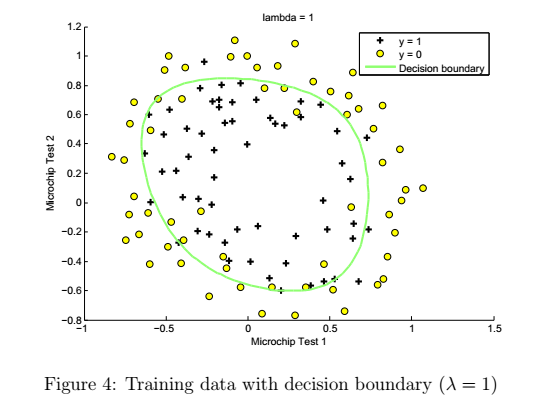 lambda = 1
1.2
1
0.8
0.6
0.4
0.2
0
−0.2
−0.4
−0.6
−0.8
Microchip Test 2
y = 1
y = 0
Decision boundary
−1 −0.5 0 0.5 1 1.5
Microchip Test 1
Figure 4: Training data with decision boundary (λ = 1)